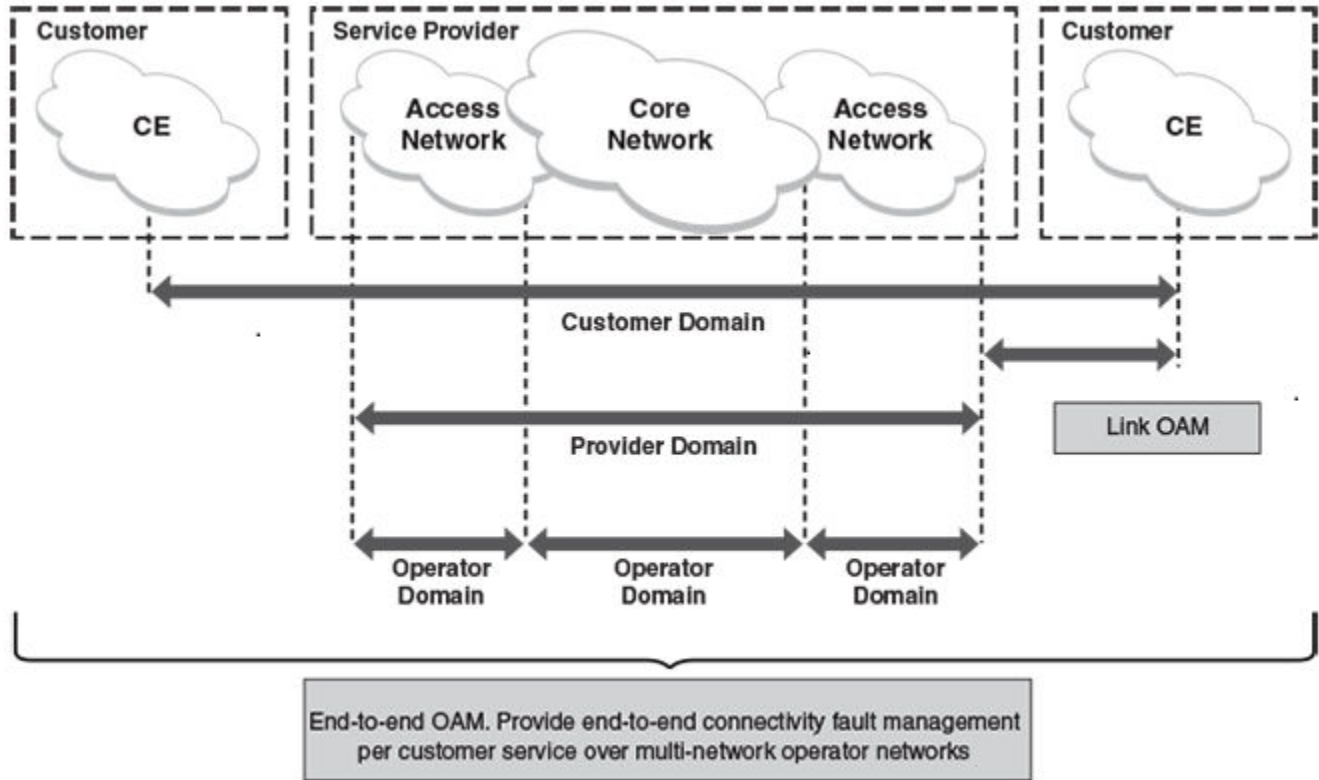 Customer
Service Provider
Customer
CE
Access
Network
Core
Network
Access
Network
CE
Customer Domain
Provider Domain
Link OAM
Operator
Domain
Operator
Domain
Operator
Domain
End-to-end OAM. Provide end-to-end connectivity fault management
per customer service over multi-network operator networks